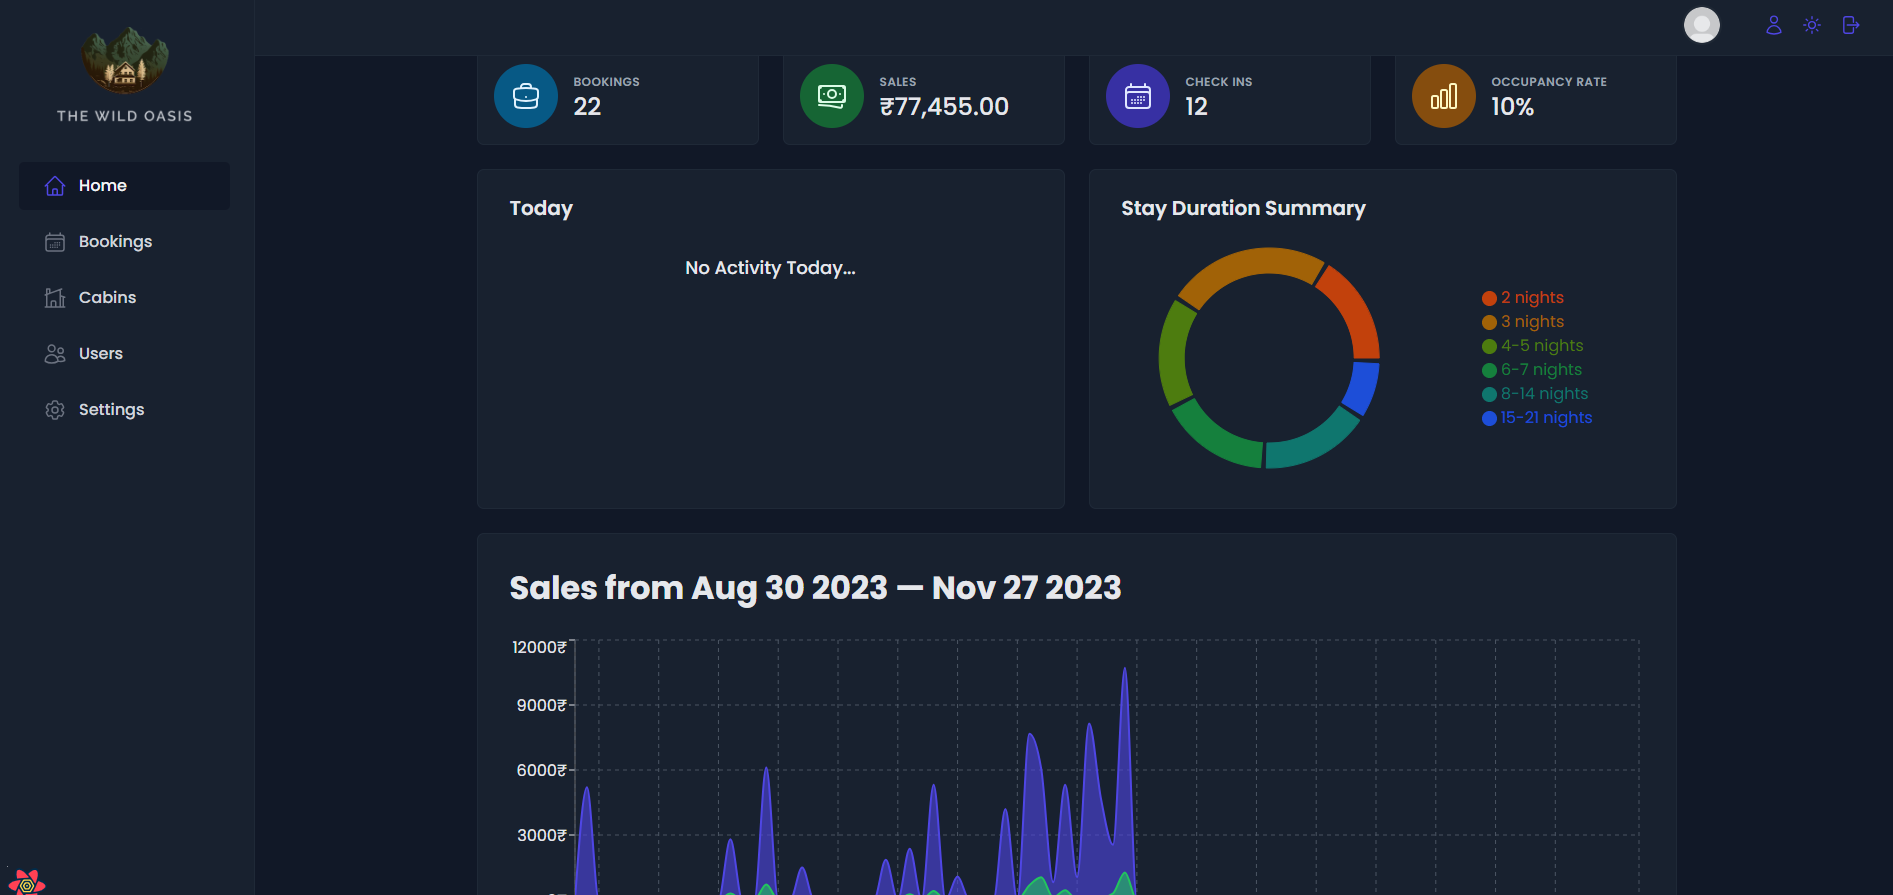 THE WILD OASIS
Home
Bookings
Cabins
Users
Settings
BOOKINGS
22
SALES
₹77,455.00
CHECK INS
12
OCCUPANCY RATE
10%
Today
No Activity Today...
Stay Duration Summary
2 nights
3 nights
4-5 nights
6-7 nights
8-14 nights
15-21 nights
Sales from Aug 30 2023 — Nov 27 2023
12000₹
9000₹
6000₹
3000₹